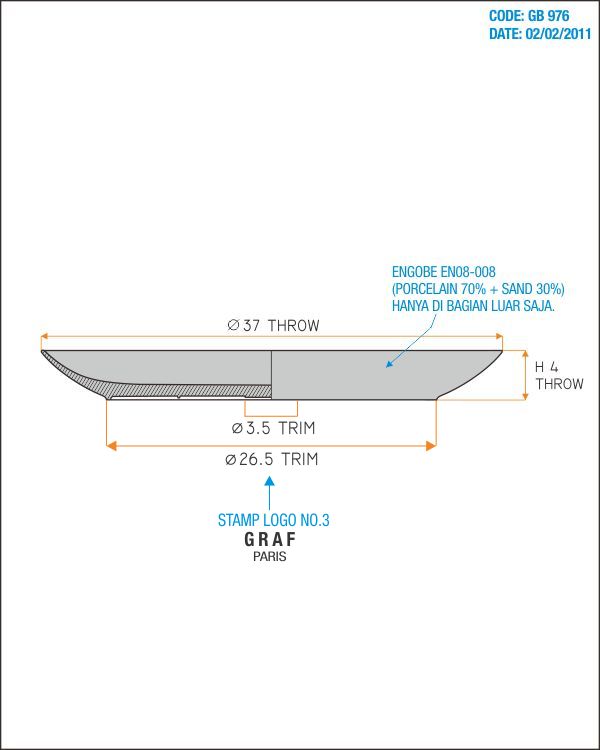 CODE: GB 976
DATE: 02/02/2011
ENGOBE EN08-008
(PORCELAIN 70% + SAND 30%)
HANYA DI BAGIAN LUAR SAJA.
∅ 37 THROW
H 4
THROW
∅ 3.5 TRIM
∅ 26.5 TRIM
STAMP LOGO NO.3
GRAF
PARIS